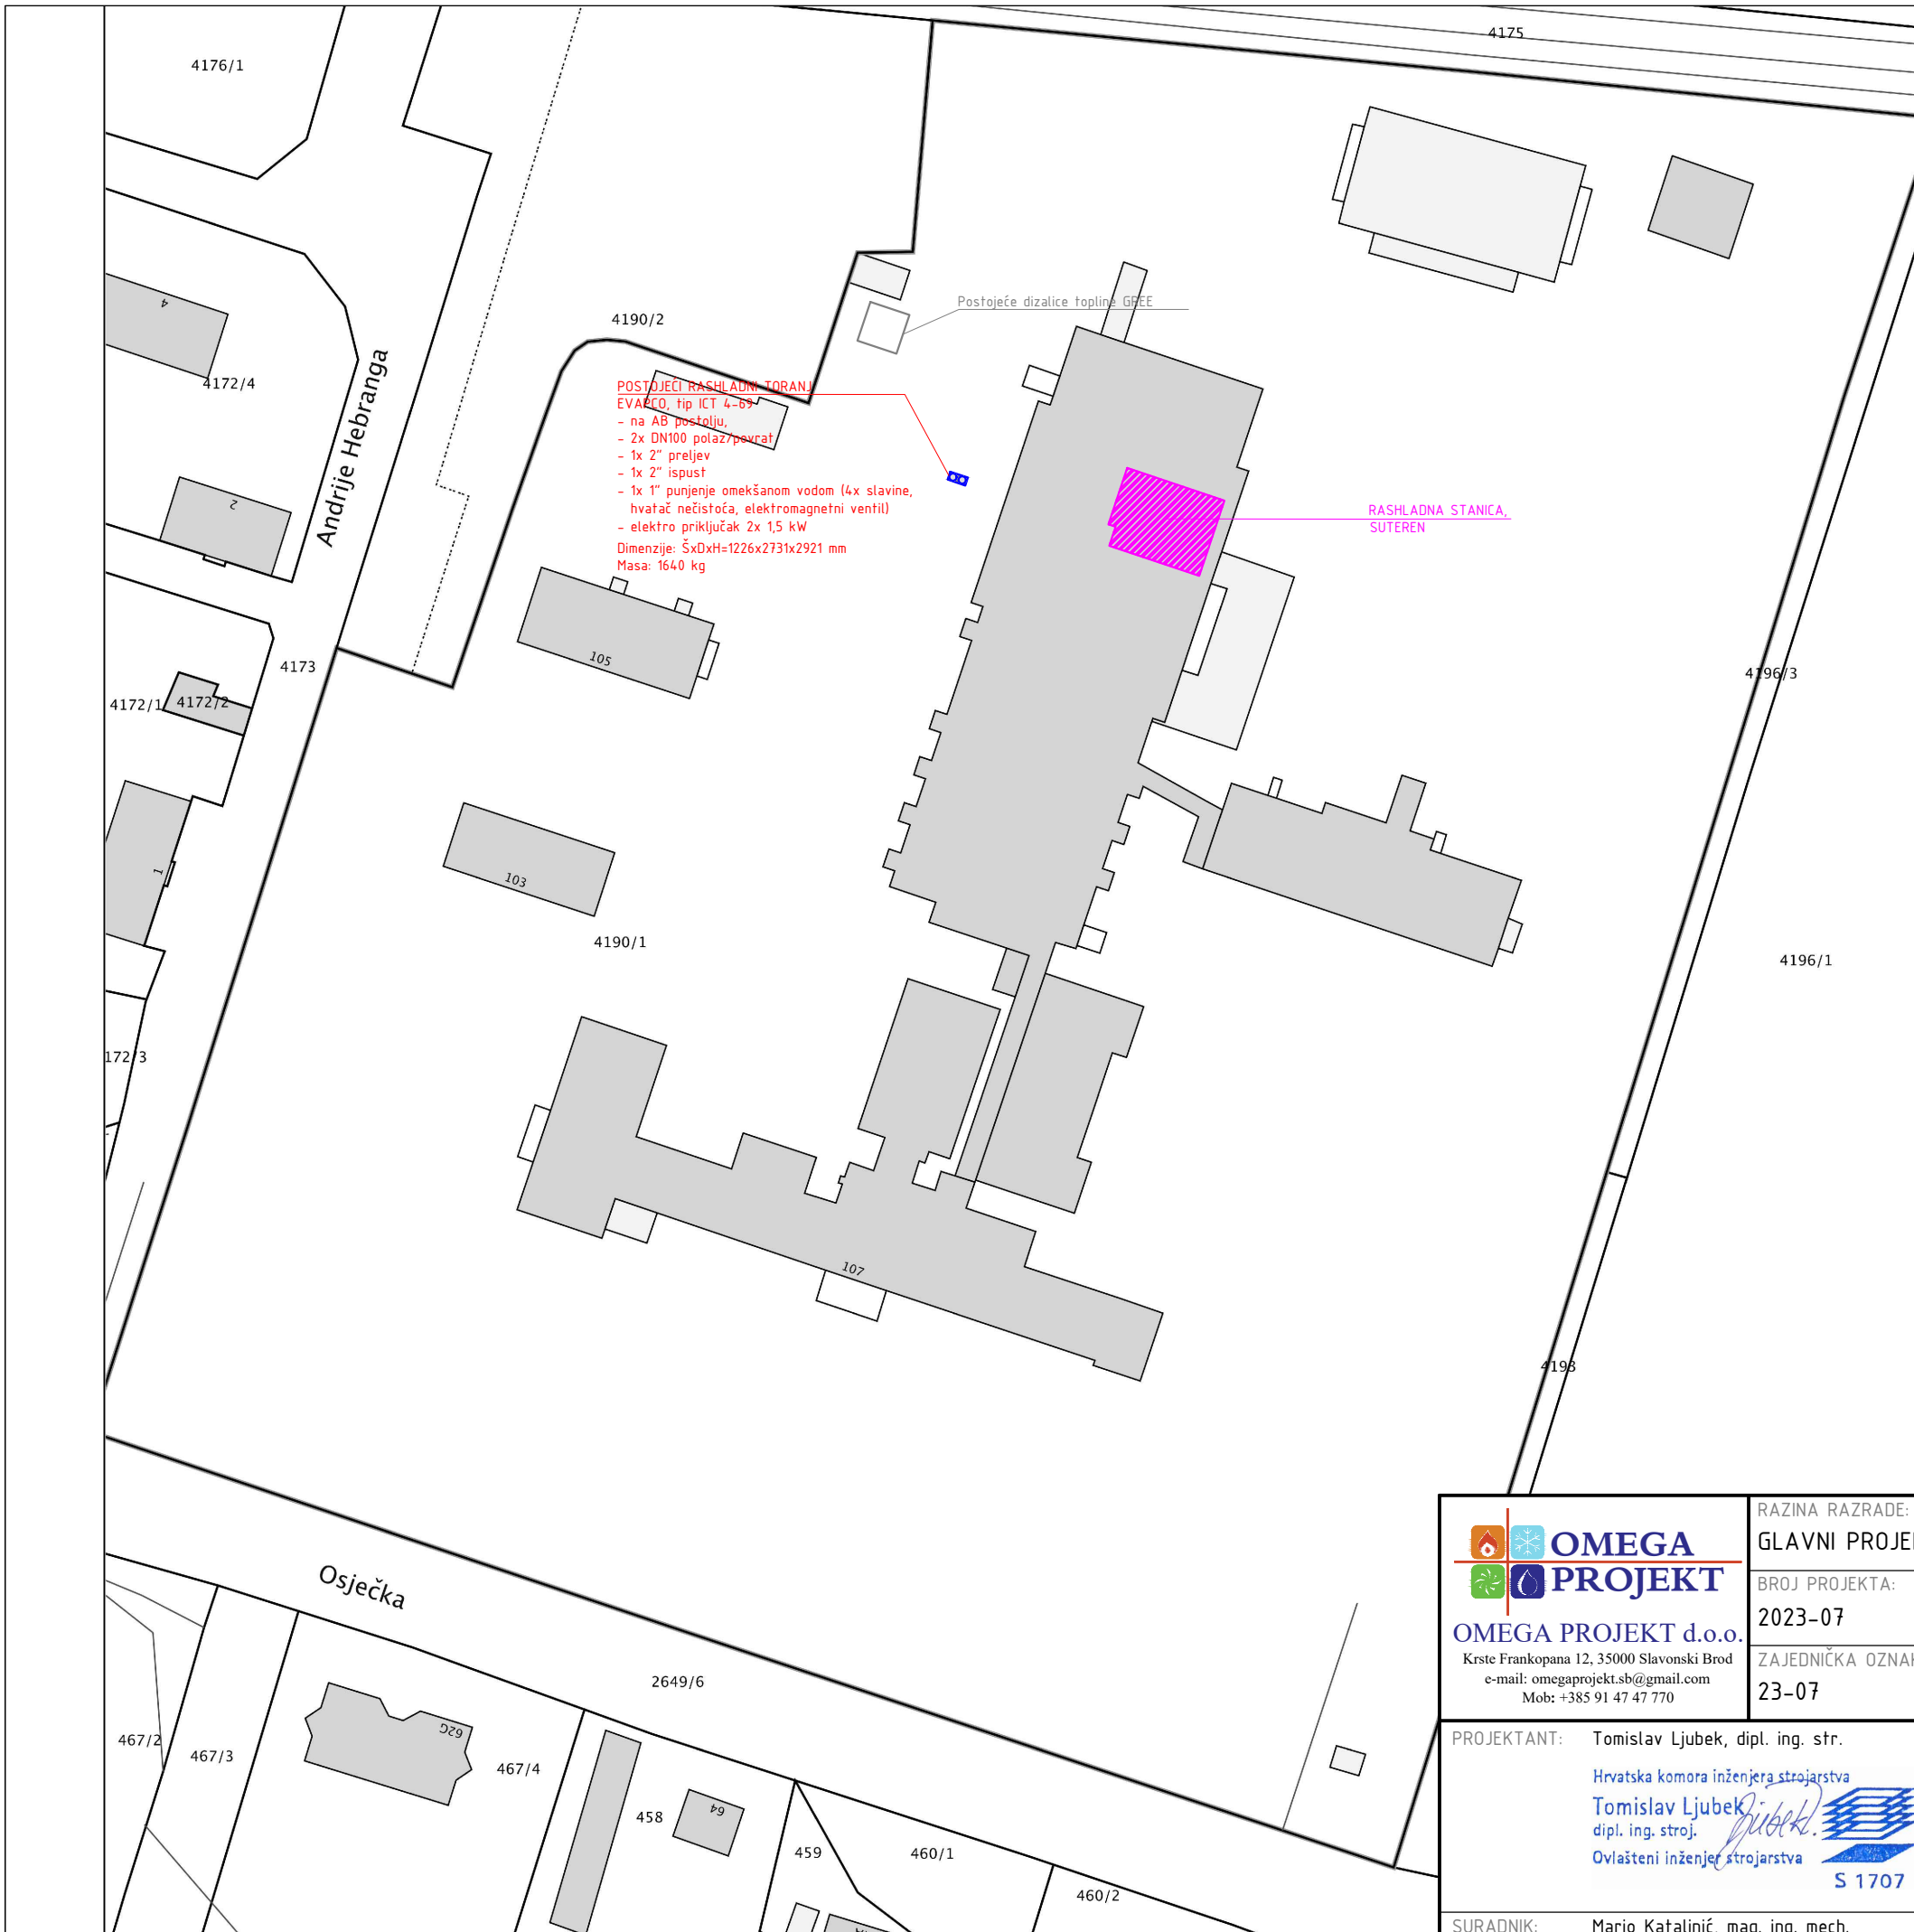 4175
4176/1
Postojeće dizalice topline GREE
4190/2
4
4172/4
Andrije Hebranga
POSTOJEĆI RASHLADNI TORANJ
EVAPCO, tip ICT 4-69
- na AB postolju,
- 2x DN100 polaz/povrat
- 1x 2" preljev
- 1x 2" ispust
- 1x 1" punjenje omekšanom vodom (4x slavine,
hvatač nečistoća, elektromagnetni ventil)
- elektro priključak 2x 1,5 kW
Dimenzije: ŠxDxH=1226x2731x2921 mm
Masa: 1640 kg
RASHLADNA STANICA,
SUTEREN
2
105
4173
4196/3
4172/1
4172/2
1
103
4190/1
4196/1
172/3
107
4193
Osječka
2649/6
467/2
467/3
62G
467/4
458
64
459
460/1
460/2
OMEGA
PROJEKT
OMEGA PROJEKT d.o.o.
Krste Frankopana 12, 35000 Slavonski Brod
e-mail: omegaprojekt.sb@gmail.com
Mob: +385 91 47 47 770
RAZINA RAZRADE:
GLAVNI PROJE
BROJ PROJEKTA:
2023-07
ZAJEDNIČKA OZNA
23-07
PROJEKTANT: Tomislav Ljubek, dipl. ing. str.
Hrvatska komora inženjera strojarstva
Tomislav Ljubek
dipl. ing. stroj.
Ovlašteni inženjer strojarstva
S 1707
SURADNIK: Mario Katalinić, mag. ing. mech.